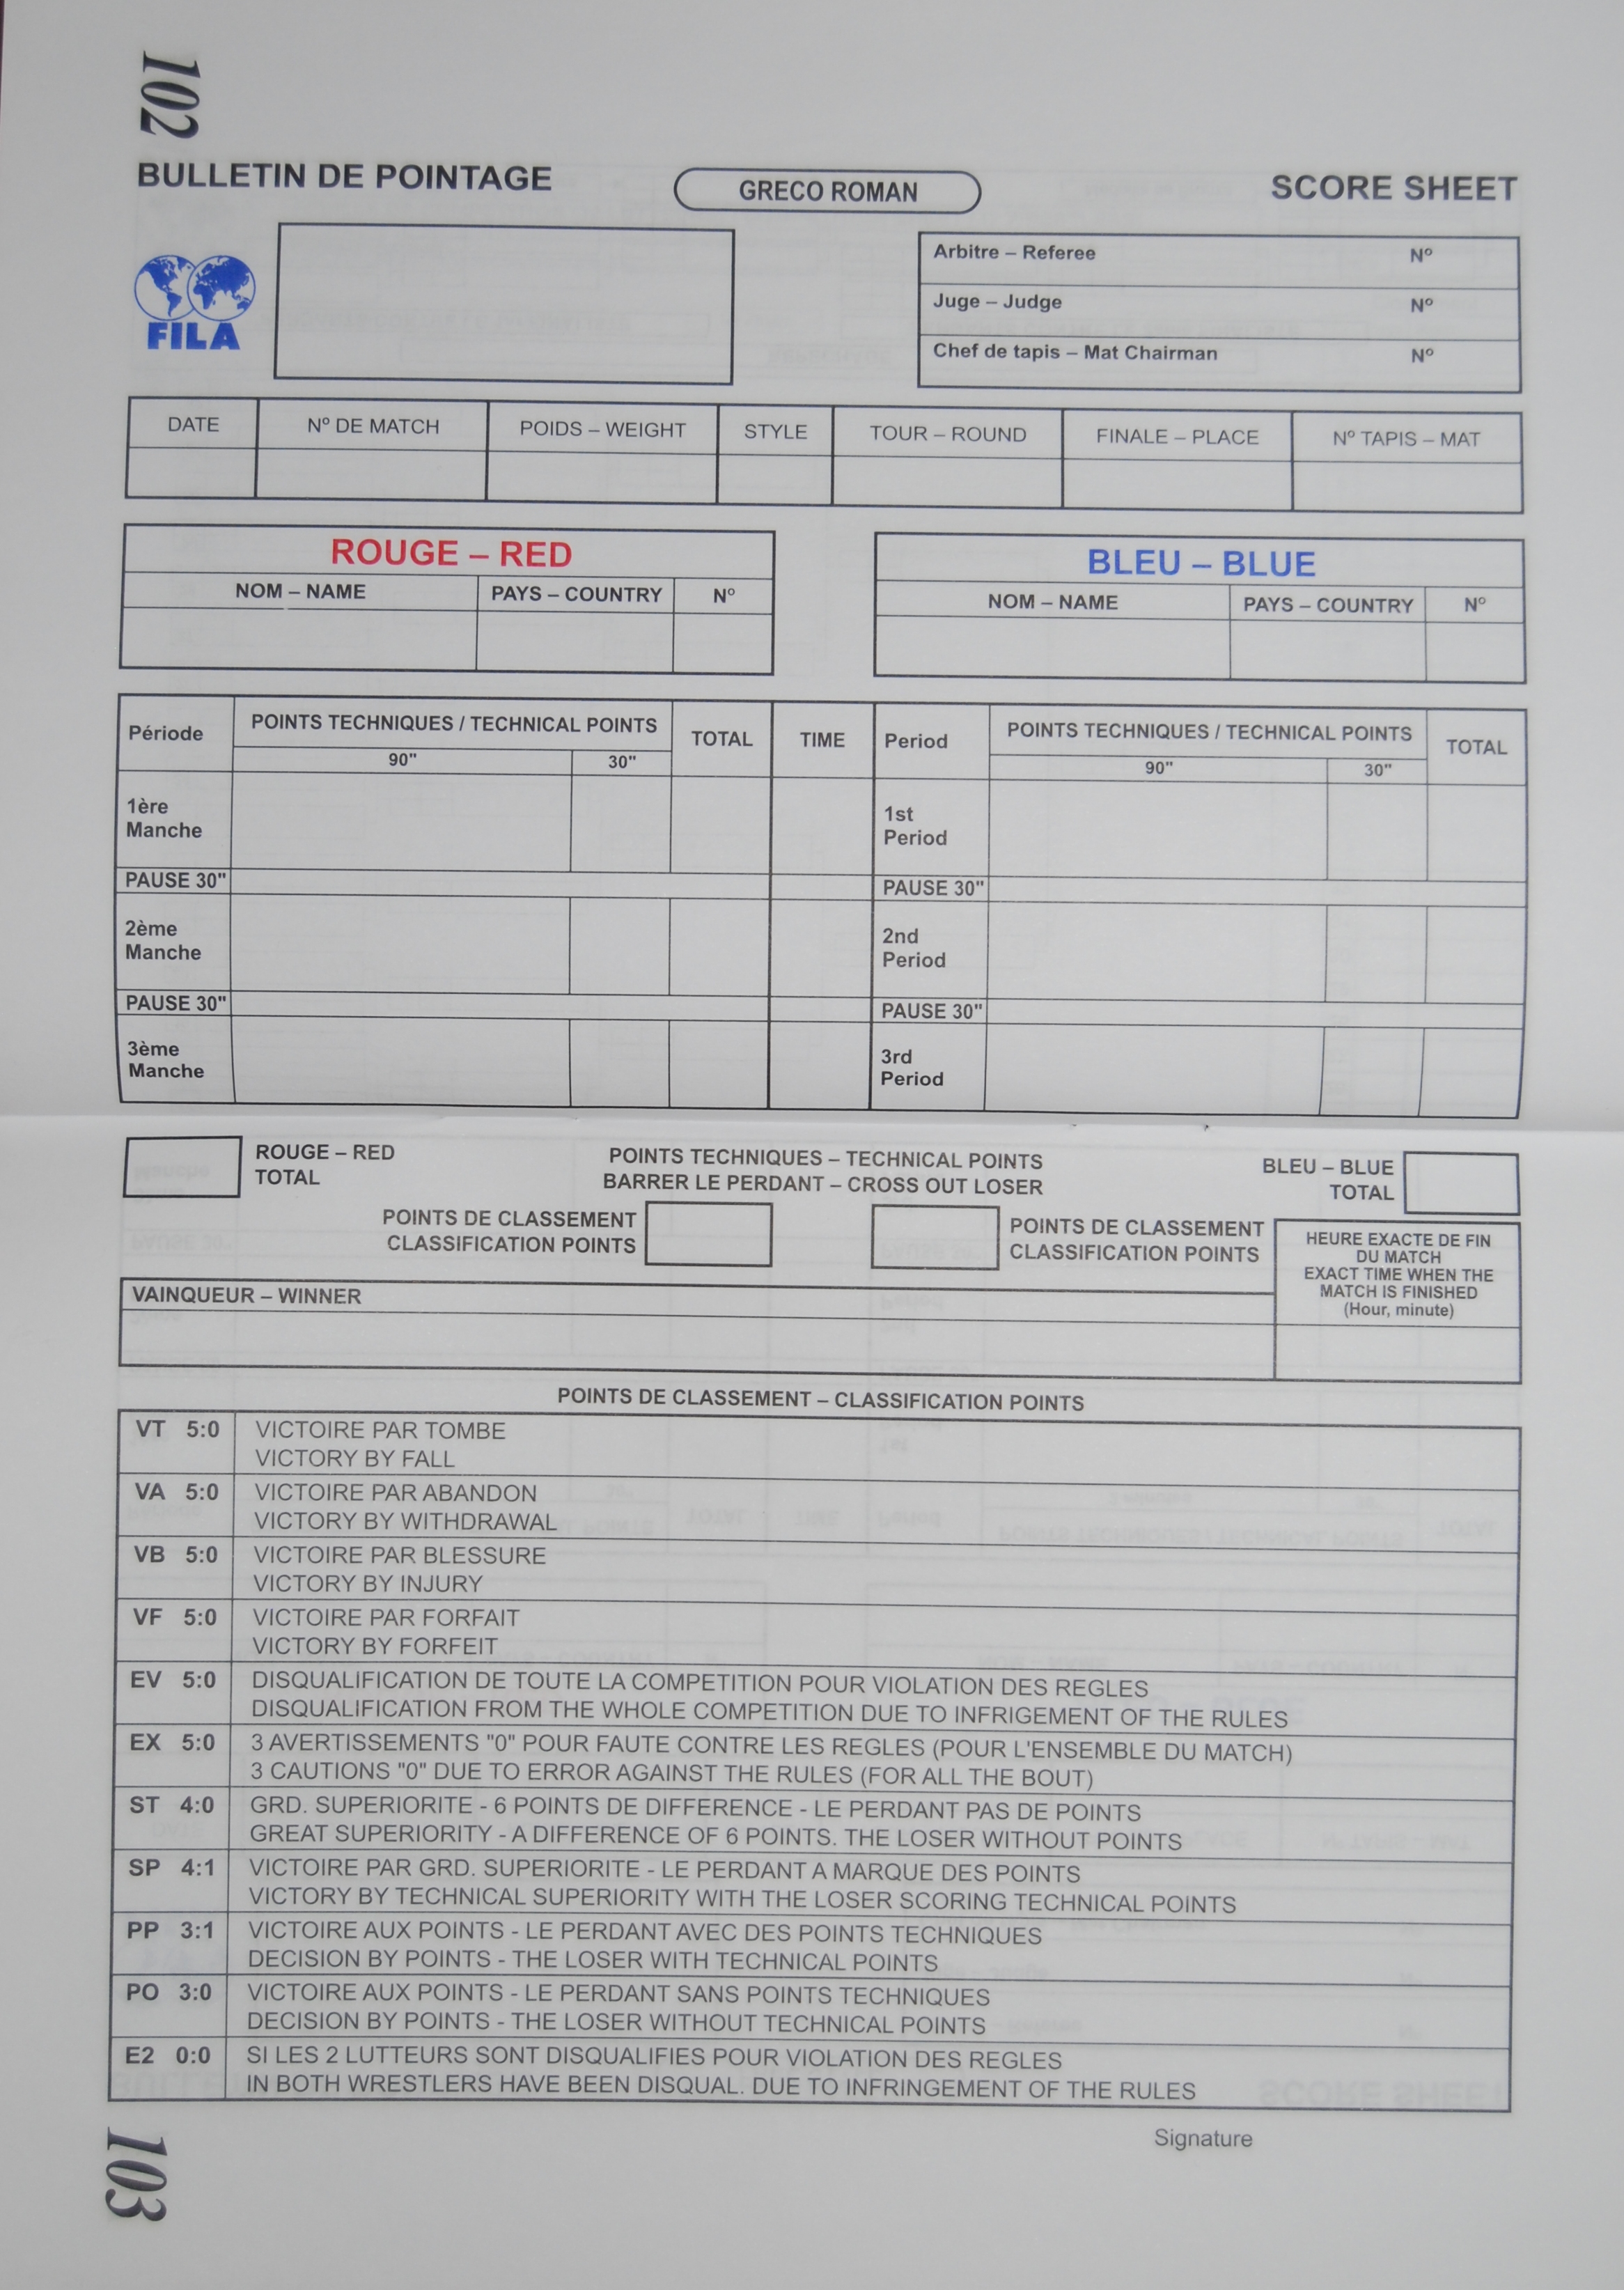 102
BULLETIN DE POINTAGE
GRECO ROMAN
SCORE SHEET
FILA
Arbitre – Referee Nº
Juge – Judge Nº
Chef de tapis – Mat Chairman Nº
DATE Nº DE MATCH POIDS – WEIGHT STYLE TOUR – ROUND FINALE – PLACE Nº TAPIS – MAT
ROUGE – RED
NOM – NAME PAYS – COUNTRY Nº
BLEU – BLUE
NOM – NAME PAYS – COUNTRY Nº
Période POINTS TECHNIQUES / TECHNICAL POINTS TOTAL TIME Period POINTS TECHNIQUES / TECHNICAL POINTS TOTAL
90" 30" 90" 30"
1ère
Manche
1st
Period
PAUSE 30" PAUSE 30"
2ème
Manche
2nd
Period
PAUSE 30" PAUSE 30"
3ème
Manche
3rd
Period
ROUGE – RED
TOTAL
POINTS TECHNIQUES – TECHNICAL POINTS
BARRER LE PERDANT – CROSS OUT LOSER
BLEU – BLUE
TOTAL
POINTS DE CLASSEMENT
CLASSIFICATION POINTS
POINTS DE CLASSEMENT
CLASSIFICATION POINTS
HEURE EXACTE DE FIN
DU MATCH
EXACT TIME WHEN THE
MATCH IS FINISHED
(Hour, minute)
VAINQUEUR – WINNER
POINTS DE CLASSEMENT – CLASSIFICATION POINTS
VT 5:0 VICTOIRE PAR TOMBE
VICTORY BY FALL
VA 5:0 VICTOIRE PAR ABANDON
VICTORY BY WITHDRAWAL
VB 5:0 VICTOIRE PAR BLESSURE
VICTORY BY INJURY
VF 5:0 VICTOIRE PAR FORFAIT
VICTORY BY FORFEIT
EV 5:0 DISQUALIFICATION DE TOUTE LA COMPETITION POUR VIOLATION DES REGLES
DISQUALIFICATION FROM THE WHOLE COMPETITION DUE TO INFRIGEMENT OF THE RULES
EX 5:0 3 AVERTISSEMENTS "0" POUR FAUTE CONTRE LES REGLES (POUR L'ENSEMBLE DU MATCH)
3 CAUTIONS "0" DUE TO ERROR AGAINST THE RULES (FOR ALL THE BOUT)
ST 4:0 GRD. SUPERIORITE - 6 POINTS DE DIFFERENCE - LE PERDANT PAS DE POINTS
GREAT SUPERIORITY - A DIFFERENCE OF 6 POINTS. THE LOSER WITHOUT POINTS
SP 4:1 VICTOIRE PAR GRD. SUPERIORITE - LE PERDANT A MARQUE DES POINTS
VICTORY BY TECHNICAL SUPERIORITY WITH THE LOSER SCORING TECHNICAL POINTS
PP 3:1 VICTOIRE AUX POINTS - LE PERDANT AVEC DES POINTS TECHNIQUES
DECISION BY POINTS - THE LOSER WITH TECHNICAL POINTS
PO 3:0 VICTOIRE AUX POINTS - LE PERDANT SANS POINTS TECHNIQUES
DECISION BY POINTS - THE LOSER WITHOUT TECHNICAL POINTS
E2 0:0 SI LES 2 LUTTEURS SONT DISQUALIFIES POUR VIOLATION DES REGLES
IN BOTH WRESTLERS HAVE BEEN DISQUAL. DUE TO INFRINGEMENT OF THE RULES
Signature
103